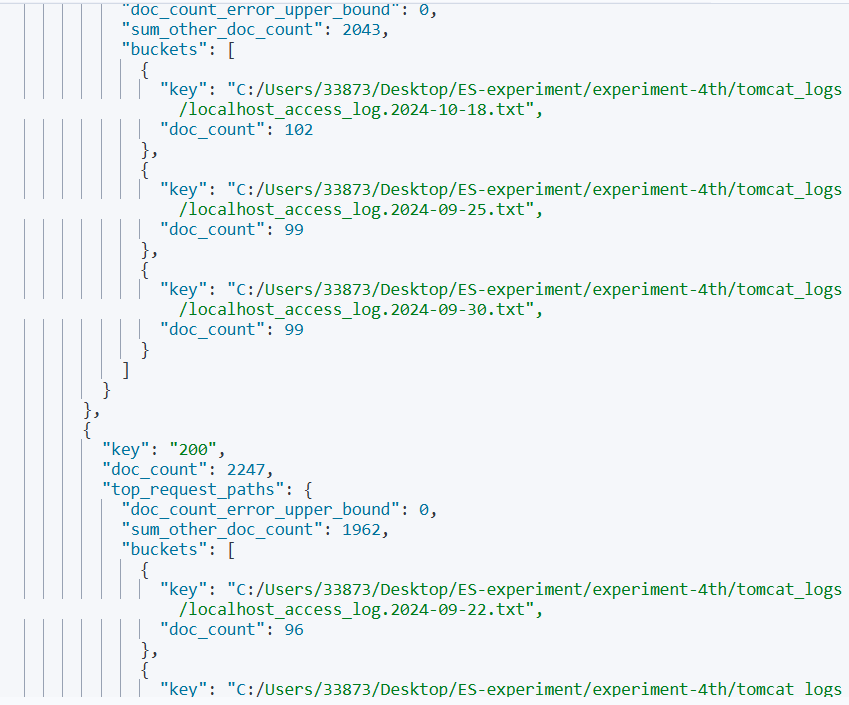 "doc_count_error_upper_bound": 0,
"sum_other_doc_count": 2043,
"buckets": [
{
"key": "C:/Users/33873/Desktop/ES-experiment/experiment-4th/tomcat_logs
/localhost_access_log.2024-10-18.txt",
"doc_count": 102
},
{
"key": "C:/Users/33873/Desktop/ES-experiment/experiment-4th/tomcat_logs
/localhost_access_log.2024-09-25.txt",
"doc_count": 99
},
{
"key": "C:/Users/33873/Desktop/ES-experiment/experiment-4th/tomcat_logs
/localhost_access_log.2024-09-30.txt",
"doc_count": 99
}
]
}
},
{
"key": "200",
"doc_count": 2247,
"top_request_paths": {
"doc_count_error_upper_bound": 0,
"sum_other_doc_count": 1962,
"buckets": [
{
"key": "C:/Users/33873/Desktop/ES-experiment/experiment-4th/tomcat_logs
/localhost_access_log.2024-09-22.txt",
"doc_count": 96
},
{
"key": "C:/Users/33873/Desktop/ES-experiment/experiment-4th/tomcat_logs